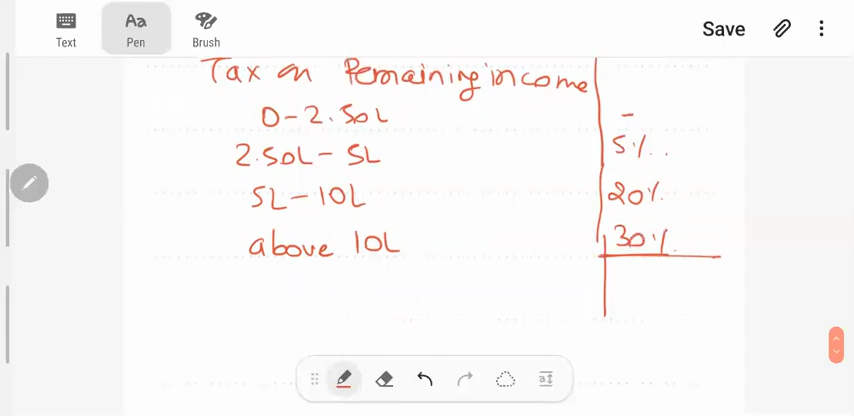 Text
Aa
Pen
Brush
Save
Tax on Remaining income
0-2.50L -
2.50L - 5L 5%.
5L-10L 20%.
above 10L 30%.